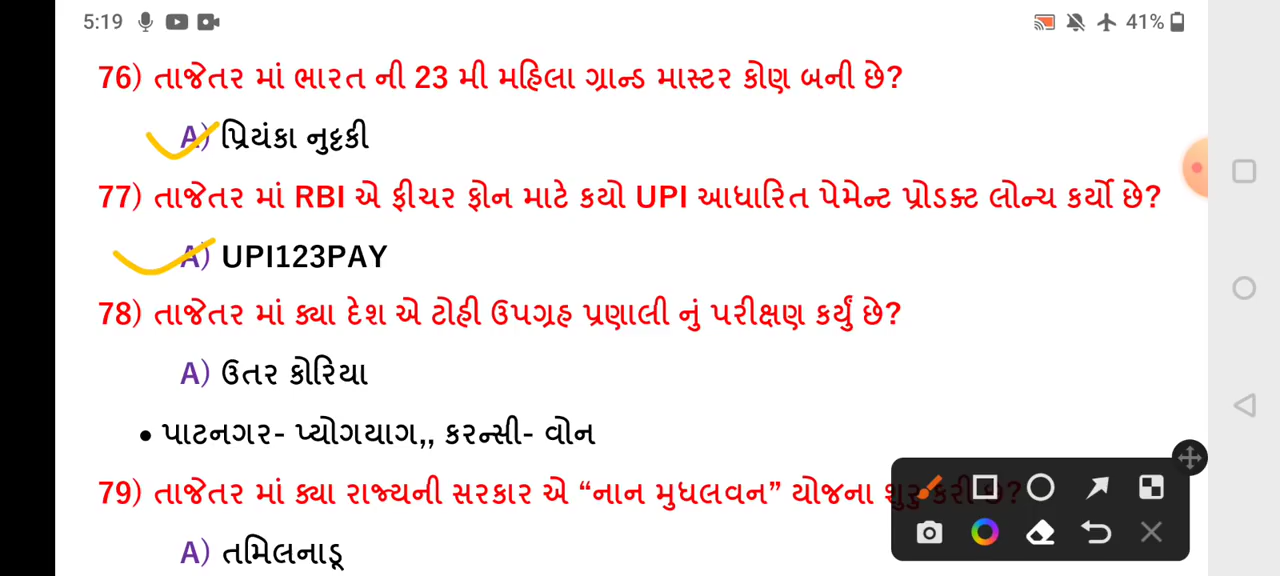 5:19 41%
76) તાજેતર માં ભારત ની 23 મી મહિલા ગ્રાન્ડ માસ્ટર કોણ બની છે?
A) પ્રિયંકા નુદૃકી
77) તાજેતર માં RBI એ ફીચર ફોન માટે કયો UPI આધારિત પેમેન્ટ પ્રોડક્ટ લોન્ચ કર્યો છે?
A) UPI123PAY
78) તાજેતર માં ક્યા દેશ એ ટોહી ઉપગ્રહ પ્રણાલી નું પરીક્ષણ કર્યું છે?
A) ઉતર કોરિયા
• પાટનગર- પ્યોગયાગ,, કરન્સી- વોન
79) તાજેતર માં ક્યા રાજ્યની સરકાર એ “નાન મુધલવન” યોજના શુરુ કરી છે?
A) તમિલનાડૂ